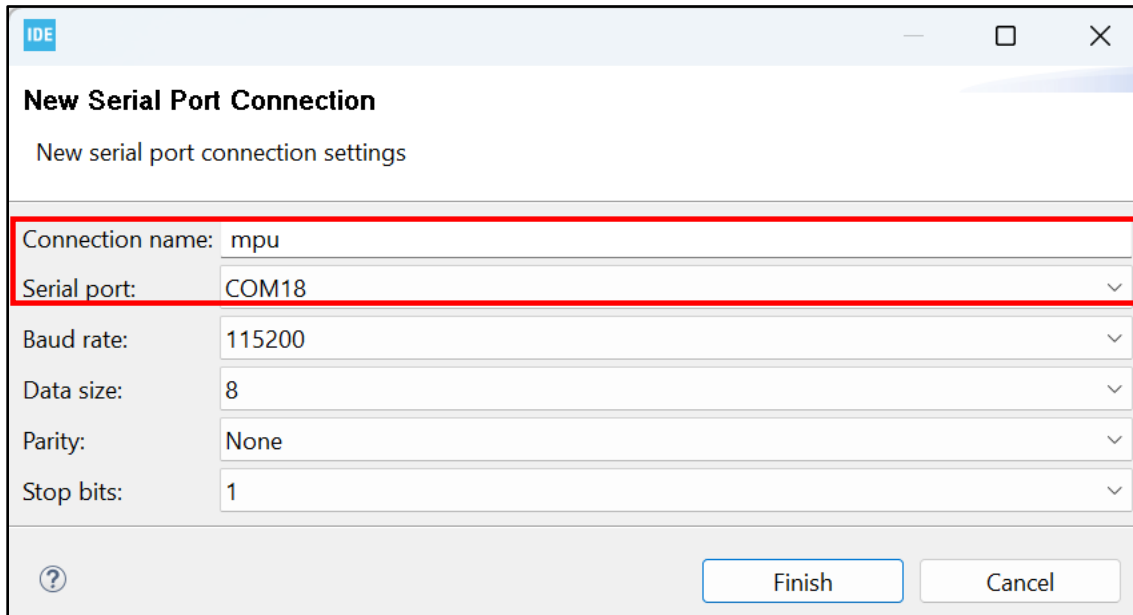 IDE
New Serial Port Connection
New serial port connection settings
Connection name: mpu
Serial port: COM18
Baud rate: 115200
Data size: 8
Parity: None
Stop bits: 1
? Finish Cancel